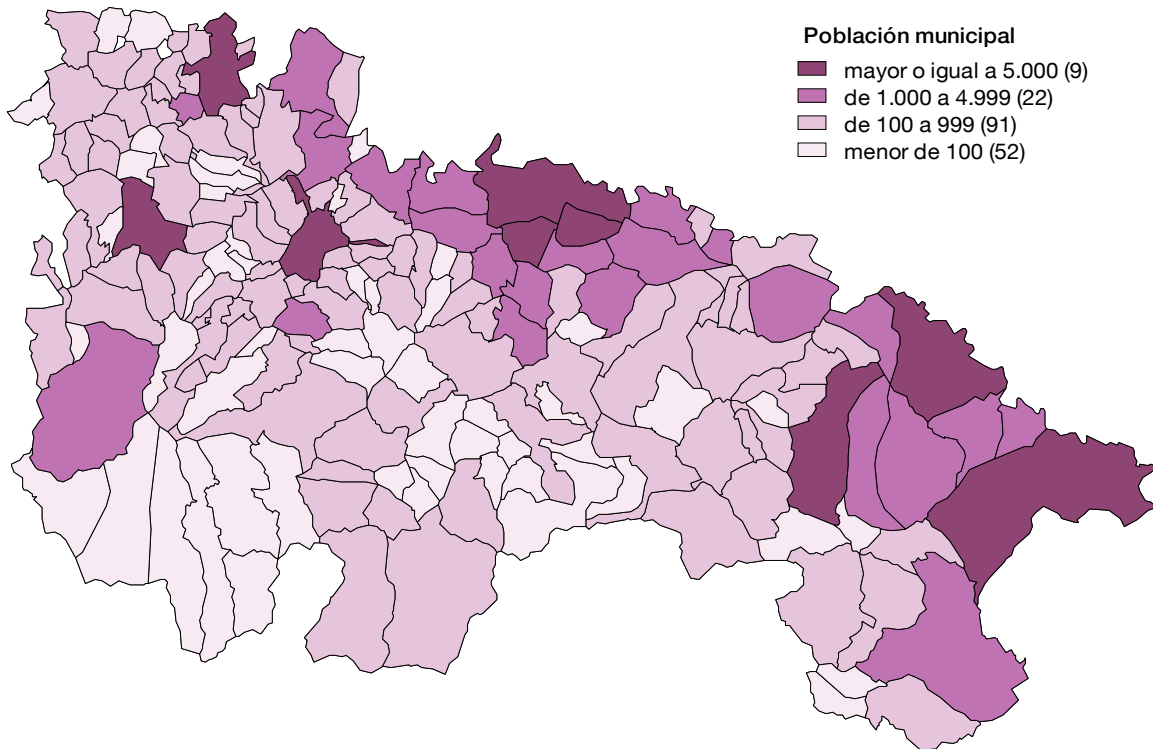 Población municipal
mayor o igual a 5.000 (9)
de 1.000 a 4.999 (22)
de 100 a 999 (91)
menor de 100 (52)